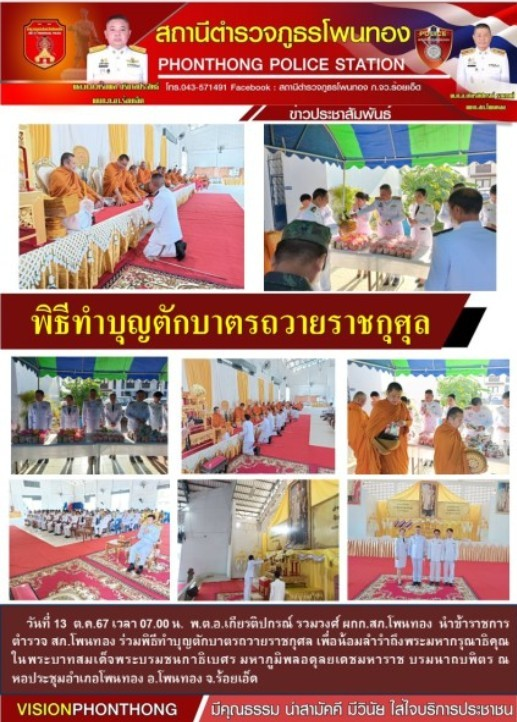 สถานีตำรวจภูธรโพนทอง
PHONTHONG POLICE STATION
โทร.043-571491 Facebook : สถานีตำรวจภูธรโพนทอง ภ.จว.ร้อยเอ็ด
ข่าวประชาสัมพันธ์
พิธีทำบุญตักบาตรถวายราชกุศล
วันที่ 13 ต.ค.67 เวลา 07.00 น. พ.ต.อ.เกียรติปกรณ์ รวมวงศ์ ผกก.สภ.โพนทอง นำข้าราชการ
ตำรวจ สภ.โพนทอง ร่วมพิธีทำบุญตักบาตรถวายราชกุศล เพื่อน้อมลำรำถึงพระมหากรุณาธิคุณ
ในพระบาทสมเด็จพระบรมชนกาธิเบศร มหาภูมิพลอดุลยเดชมหาราช บรมนาถบพิตร ณ
หอประชุมอำเภอโพนทอง อ.โพนทอง จ.ร้อยเอ็ด
VISIONPHONTHONG มีคุณธรรม น่าสามัคคี มีวินัย ใส่ใจบริการประชาชน